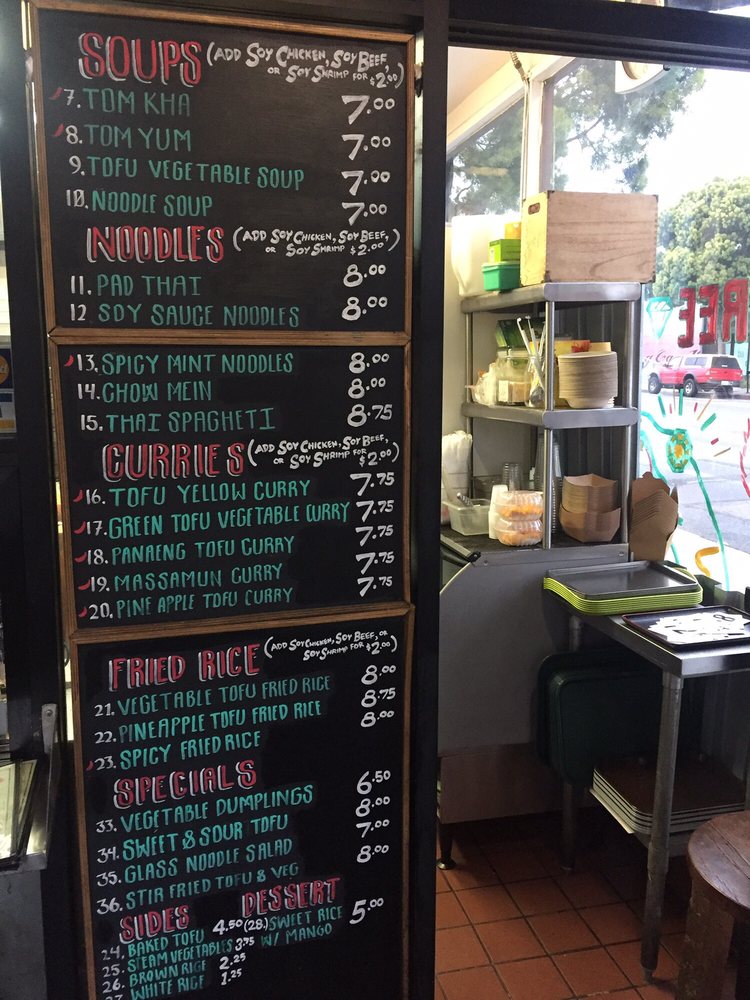 SOUPS (ADD SOY CHICKEN, SOY BEEF,
OR SOY SHRIMP FOR $2.00)
7. TOM KHA 7.00
8. TOM YUM 7.00
9. TOFU VEGETABLE SOUP 7.00
10. NOODLE SOUP 7.00
NOODLES (ADD SOY CHICKEN, SOY BEEF,
OR SOY SHRIMP $2.00)
11. PAD THAI 8.00
12 SOY SAUCE NOODLES 8.00
13. SPICY MINT NOODLES 8.00
14. CHOW MEIN 8.00
15. THAI SPAGHETI 8.75
CURRIES (ADD SOY CHICKEN, SOY BEEF,
OR SOY SHRIMP FOR $2.00)
16. TOFU YELLOW CURRY 7.75
17. GREEN TOFU VEGETABLE CURRY 7.75
18. PANAENG TOFU CURRY 7.75
19. MASSAMUN CURRY 7.75
20. PINE APPLE TOFU CURRY 7.75
FRIED RICE (ADD SOY CHICKEN, SOY BEEF, OR
SOY SHRIMP FOR $2.00)
21. VEGETABLE TOFU FRIED RICE 8.00
22. PINEAPPLE TOFU FRIED RICE 8.75
23. SPICY FRIED RICE 8.00
SPECIALS
33. VEGETABLE DUMPLINGS 6.50
34. SWEET & SOUR TOFU 8.00
35. GLASS NOODLE SALAD 7.00
36. STIR FRIED TOFU & VEG 8.00
SIDES
24. BAKED TOFU 4.50
25. STEAM VEGETABLES 3.75
26. BROWN RICE 2.25
27. WHITE RICE 1.25
DESSERT
(28.) SWEET RICE 5.00
W/ MANGO